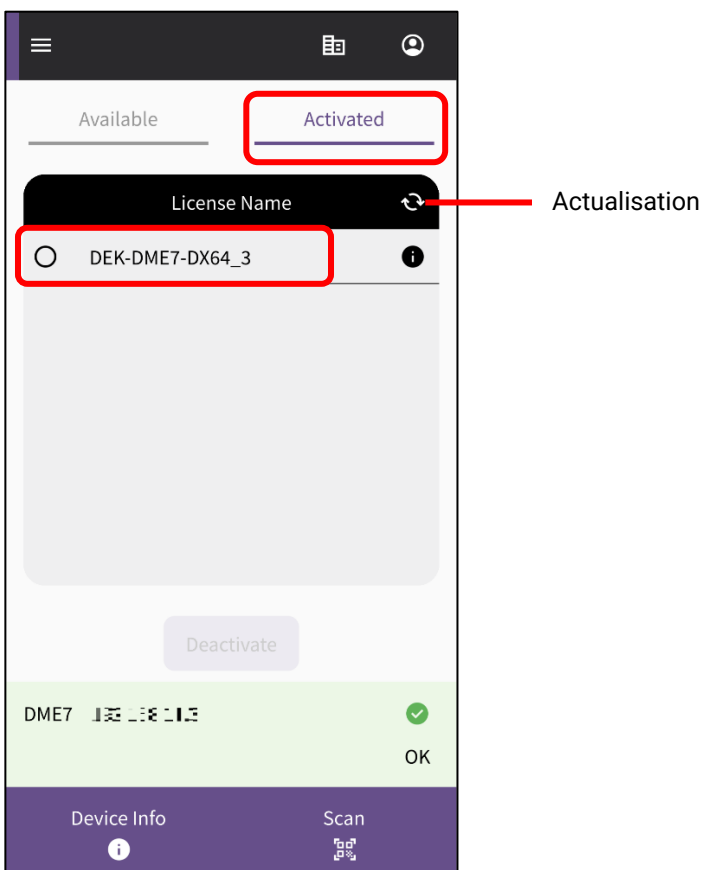 Available Activated
License Name
Actualisation
DEK-DME7-DX64_3
Deactivate
DME7
OK
Device Info Scan